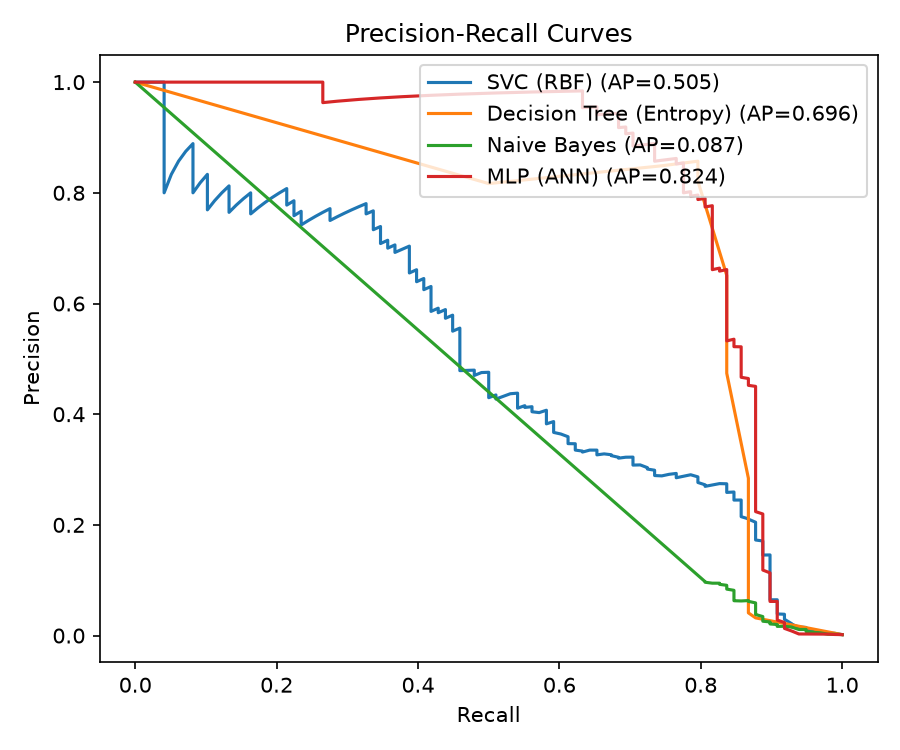 Precision-Recall Curves
SVC (RBF) (AP=0.505)
Decision Tree (Entropy) (AP=0.696)
Naive Bayes (AP=0.087)
MLP (ANN) (AP=0.824)
Precision
1.0
0.8
0.6
0.4
0.2
0.0
0.0 0.2 0.4 0.6 0.8 1.0
Recall